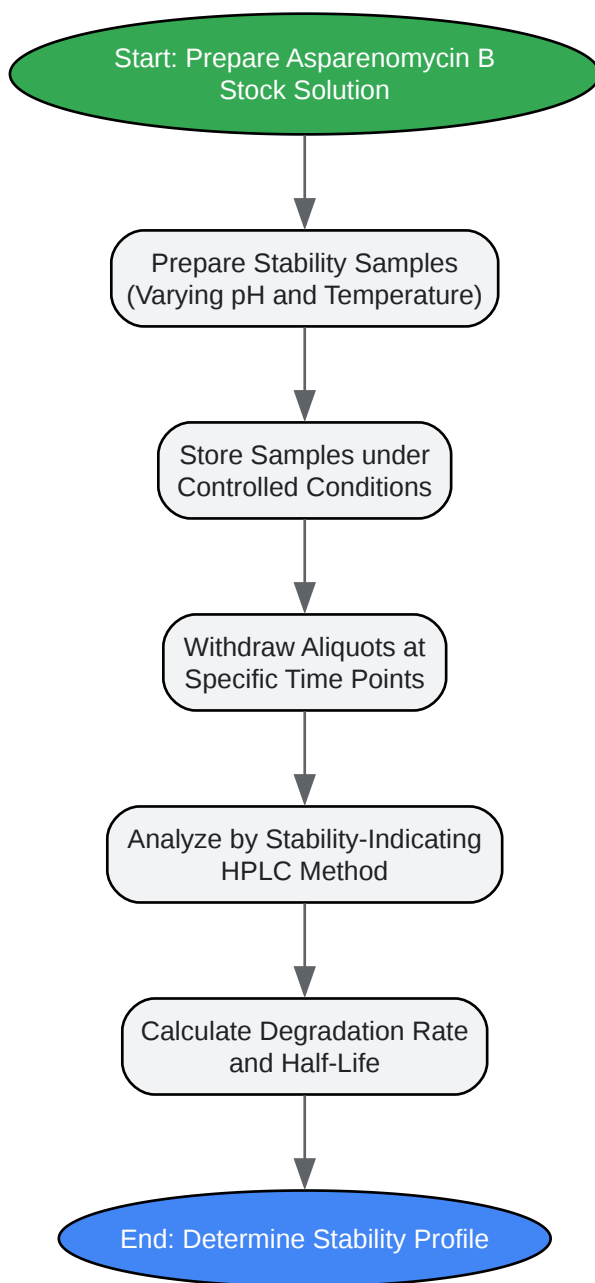 Start: Prepare Asparenomycin B
Stock Solution
Prepare Stability Samples
(Varying pH and Temperature)
Store Samples under
Controlled Conditions
Withdraw Aliquots at
Specific Time Points
Analyze by Stability-Indicating
HPLC Method
Calculate Degradation Rate
and Half-Life
End: Determine Stability Profile